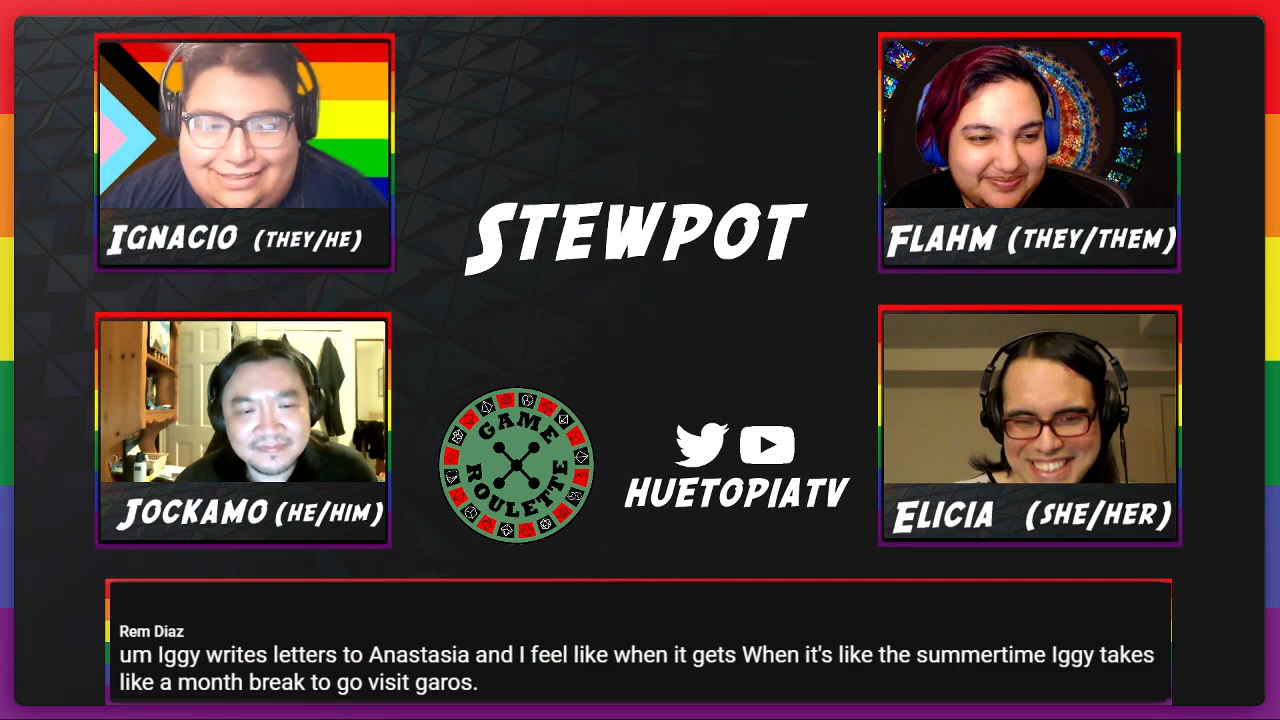 IGNACIO (THEY/HE)
FLAHM (THEY/THEM)
STEWPOT
JOCKAMO (HE/HIM)
GAME
ROULETTE
HUETOPIATV
ELICIA (SHE/HER)
Rem Diaz
um Iggy writes letters to Anastasia and I feel like when it gets When it's like the summertime Iggy takes
like a month break to go visit garos.